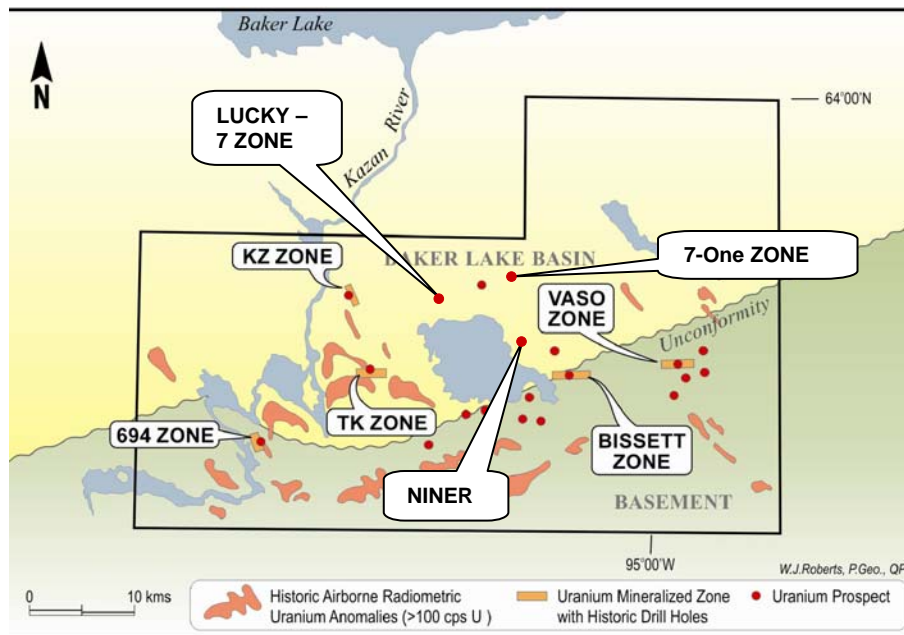 Baker Lake
N
Kazan River
64°00'N
LUCKY –
7 ZONE
KZ ZONE
BAKER LAKE BASIN
7-One ZONE
VASO
ZONE
Unconformity
TK ZONE
694 ZONE
BISSETT
ZONE
NINER
BASEMENT
95°00'W
W.J.Roberts, P.Geo., QP
0 10 kms
Historic Airborne Radiometric
Uranium Anomalies (>100 cps U )
Uranium Mineralized Zone
with Historic Drill Holes
Uranium Prospect